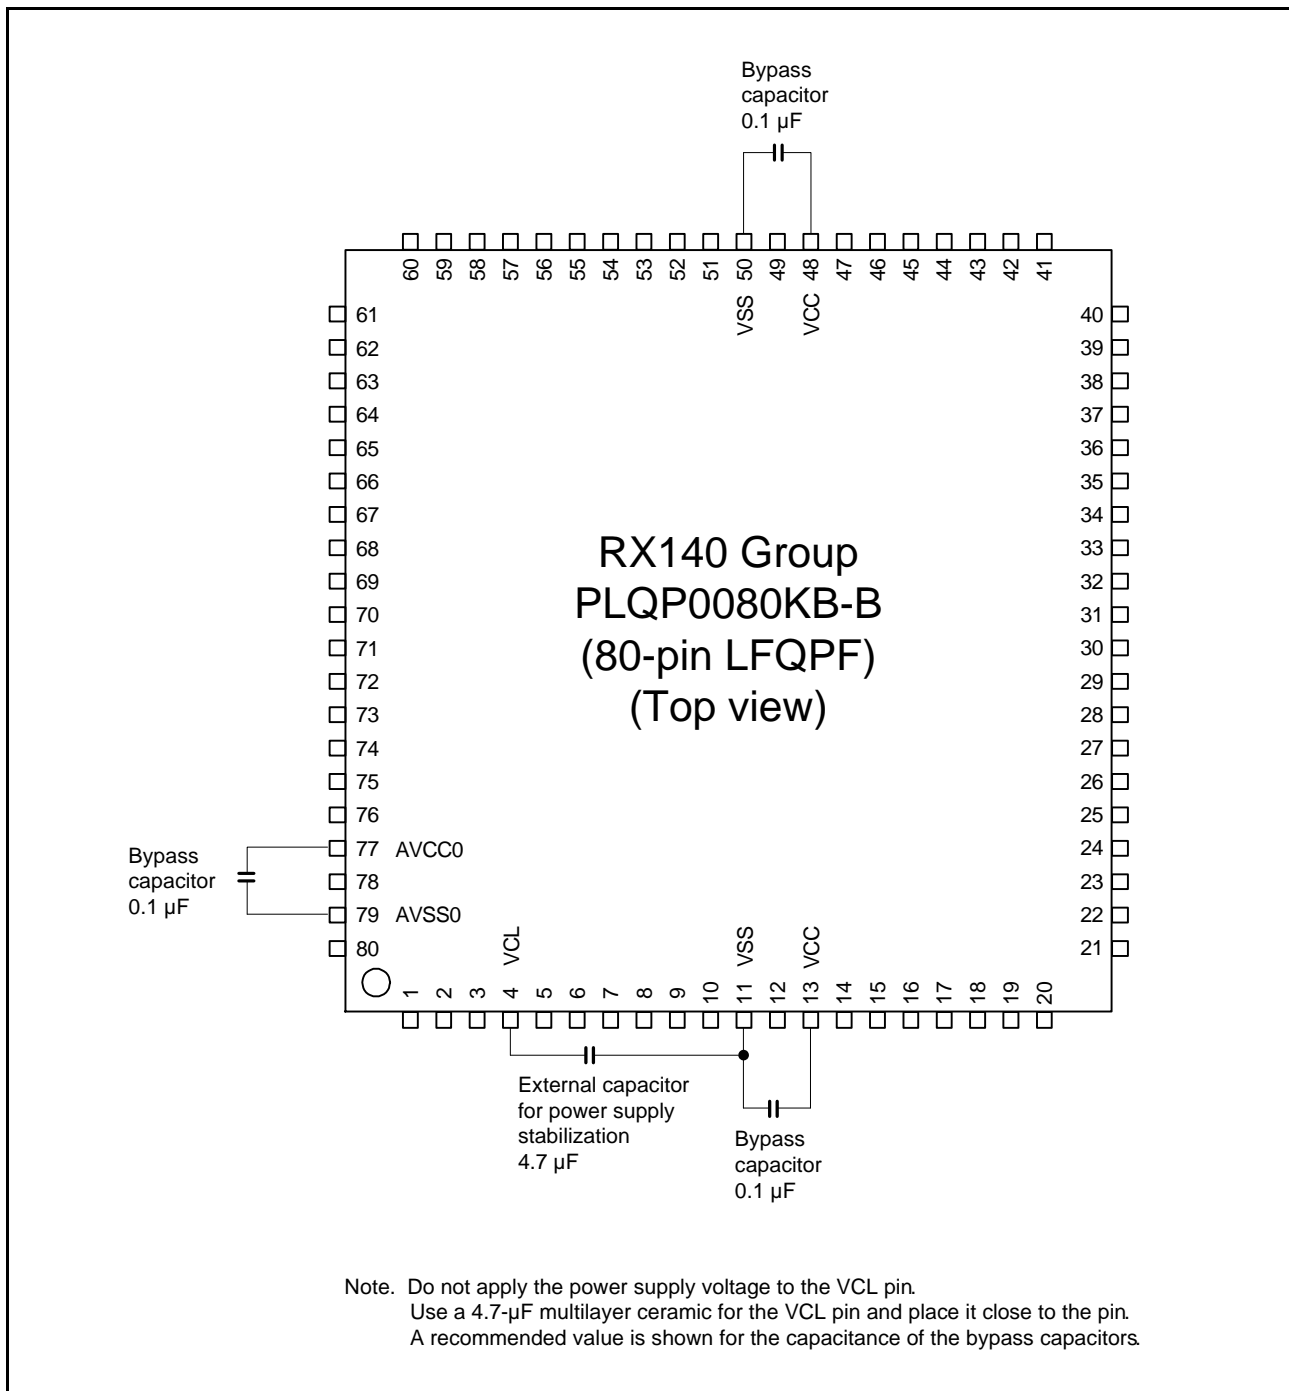 Bypass
capacitor
0.1 µF
60 59 58 57 56 55 54 53 52 51 50 49 48 47 46 45 44 43 42 41
VSS VCC
61
62
63
64
65
66
67
68
69
70
71
72
73
74
75
76
77 AVCC0
78
79 AVSS0
80
40
39
38
37
36
35
34
33
32
31
30
29
28
27
26
25
24
23
22
21
RX140 Group
PLQP0080KB-B
(80-pin LFQPF)
(Top view)
Bypass
capacitor
0.1 µF
VCL VSS VCC
1 2 3 4 5 6 7 8 9 10 11 12 13 14 15 16 17 18 19 20
External capacitor
for power supply
stabilization
4.7 µF
Bypass
capacitor
0.1 µF
Note. Do not apply the power supply voltage to the VCL pin.
Use a 4.7-µF multilayer ceramic for the VCL pin and place it close to the pin.
A recommended value is shown for the capacitance of the bypass capacitors.